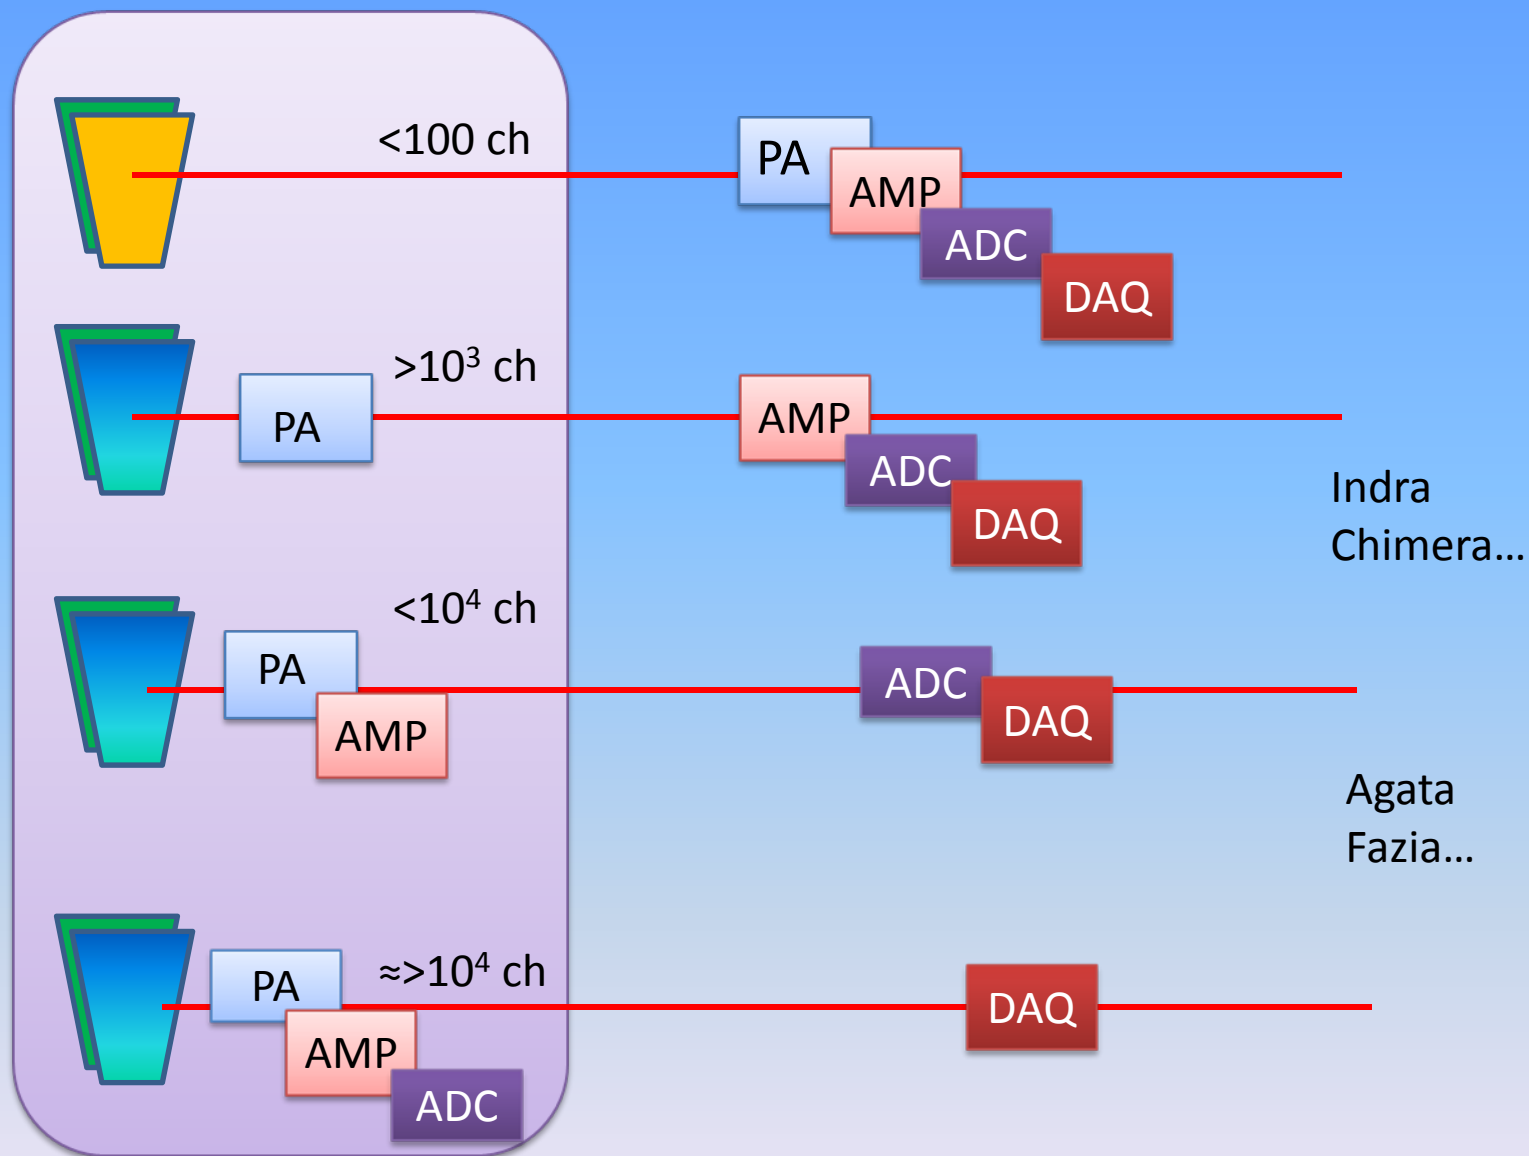 <100 ch
PA
AMP
ADC
DAQ
>10³ ch
PA
AMP
ADC
DAQ
Indra
Chimera…
<10⁴ ch
PA
AMP
ADC
DAQ
Agata
Fazia…
≈>10⁴ ch
PA
AMP
ADC
DAQ